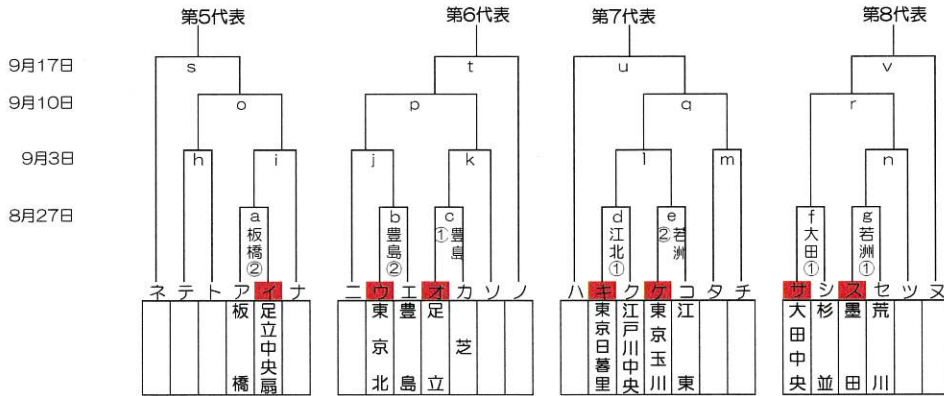 第5代表 第6代表 第7代表 第8代表
9月17日 s t u v
9月10日 o p q r
9月3日 h i j k l m n
8月27日 a b c d e f g
板橋② 豊島② 豊島① 江北① 若洲② 大田① 若洲①
ネ テ ト ア イ ナ ニ ウ エ オ カ ソ ノ ハ キ ク ケ コ タ チ サ シ ス セ ツ ヌ
板橋 足立中央扇 東京北 豊島 足立 芝 東京日暮里 江戸川中央 東京玉川 江東 大田中央 杉並 墨田 荒川